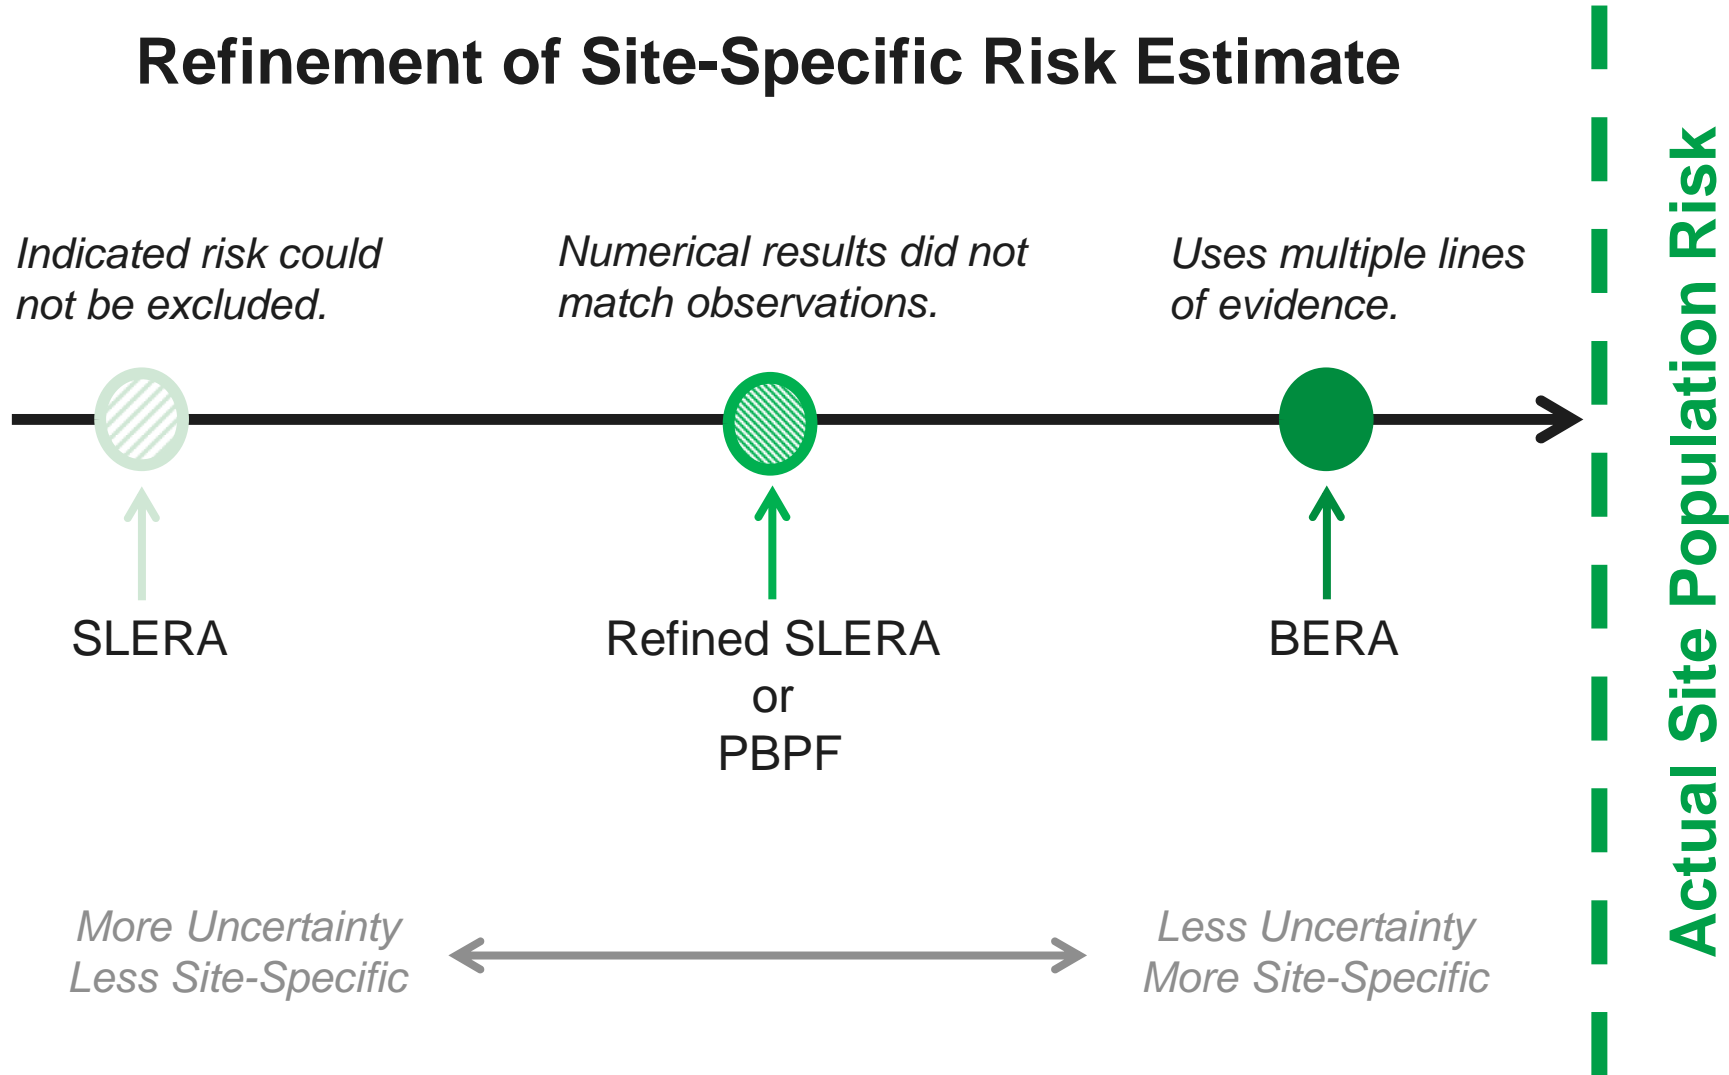 Refinement of Site-Specific Risk Estimate
Indicated risk could
not be excluded.
Numerical results did not
match observations.
Uses multiple lines
of evidence.
SLERA
Refined SLERA
or
PBPF
BERA
More Uncertainty
Less Site-Specific
Less Uncertainty
More Site-Specific
Actual Site Population Risk